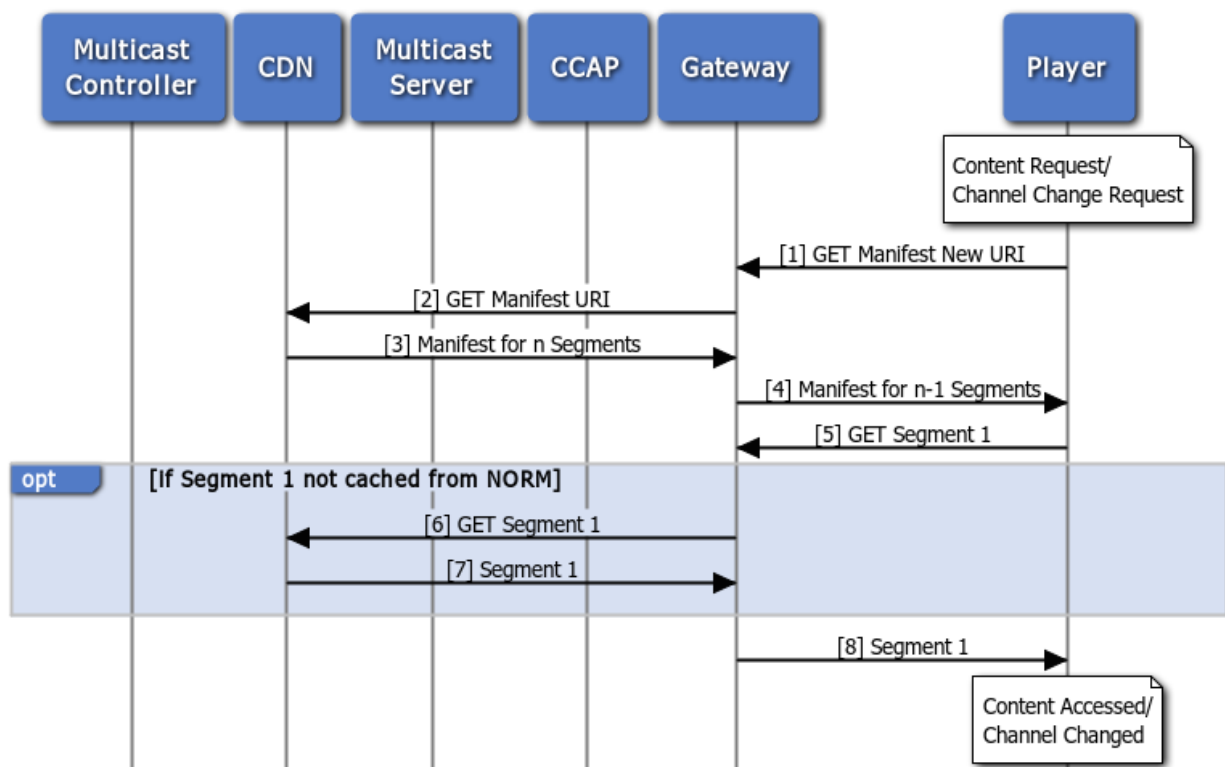 Multicast
Controller
CDN
Multicast
Server
CCAP
Gateway
Player
Content Request/
Channel Change Request
[1] GET Manifest New URI
[2] GET Manifest URI
[3] Manifest for n Segments
[4] Manifest for n-1 Segments
[5] GET Segment 1
opt
[If Segment 1 not cached from NORM]
[6] GET Segment 1
[7] Segment 1
[8] Segment 1
Content Accessed/
Channel Changed